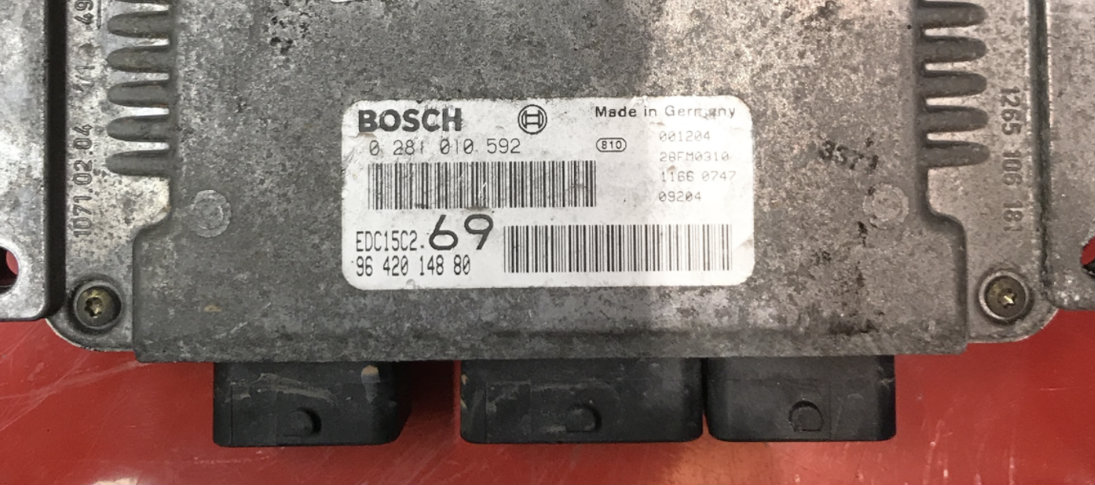 BOSCH
Made in Germany
0 281 010 592
810
001204
28FM0310
1166 0747
09204
EDC15C2.69
96 420 148 80
1071.02.04
1265 106 181